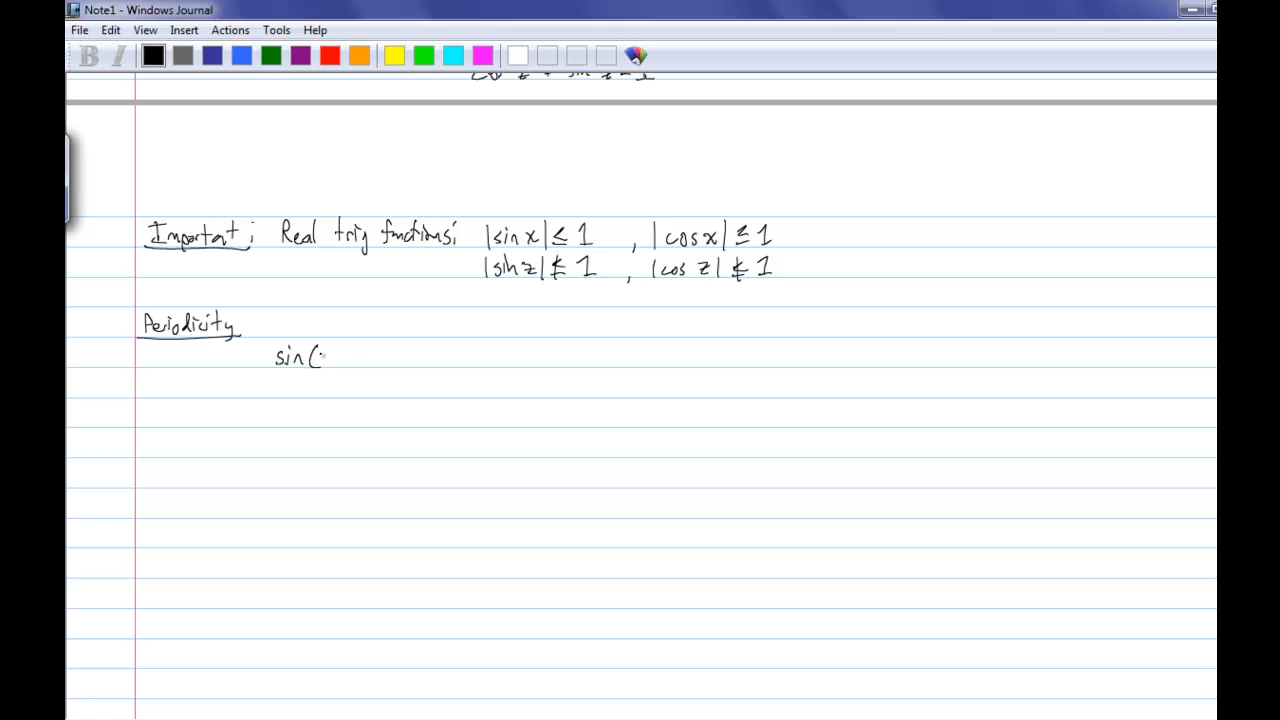 Note1 - Windows Journal
File Edit View Insert Actions Tools Help
B I
Important: Real trig functions: |sin x| ≤ 1 , |cos x| ≤ 1
|sin z| ≰ 1 , |cos z| ≰ 1
Periodicity
sin(